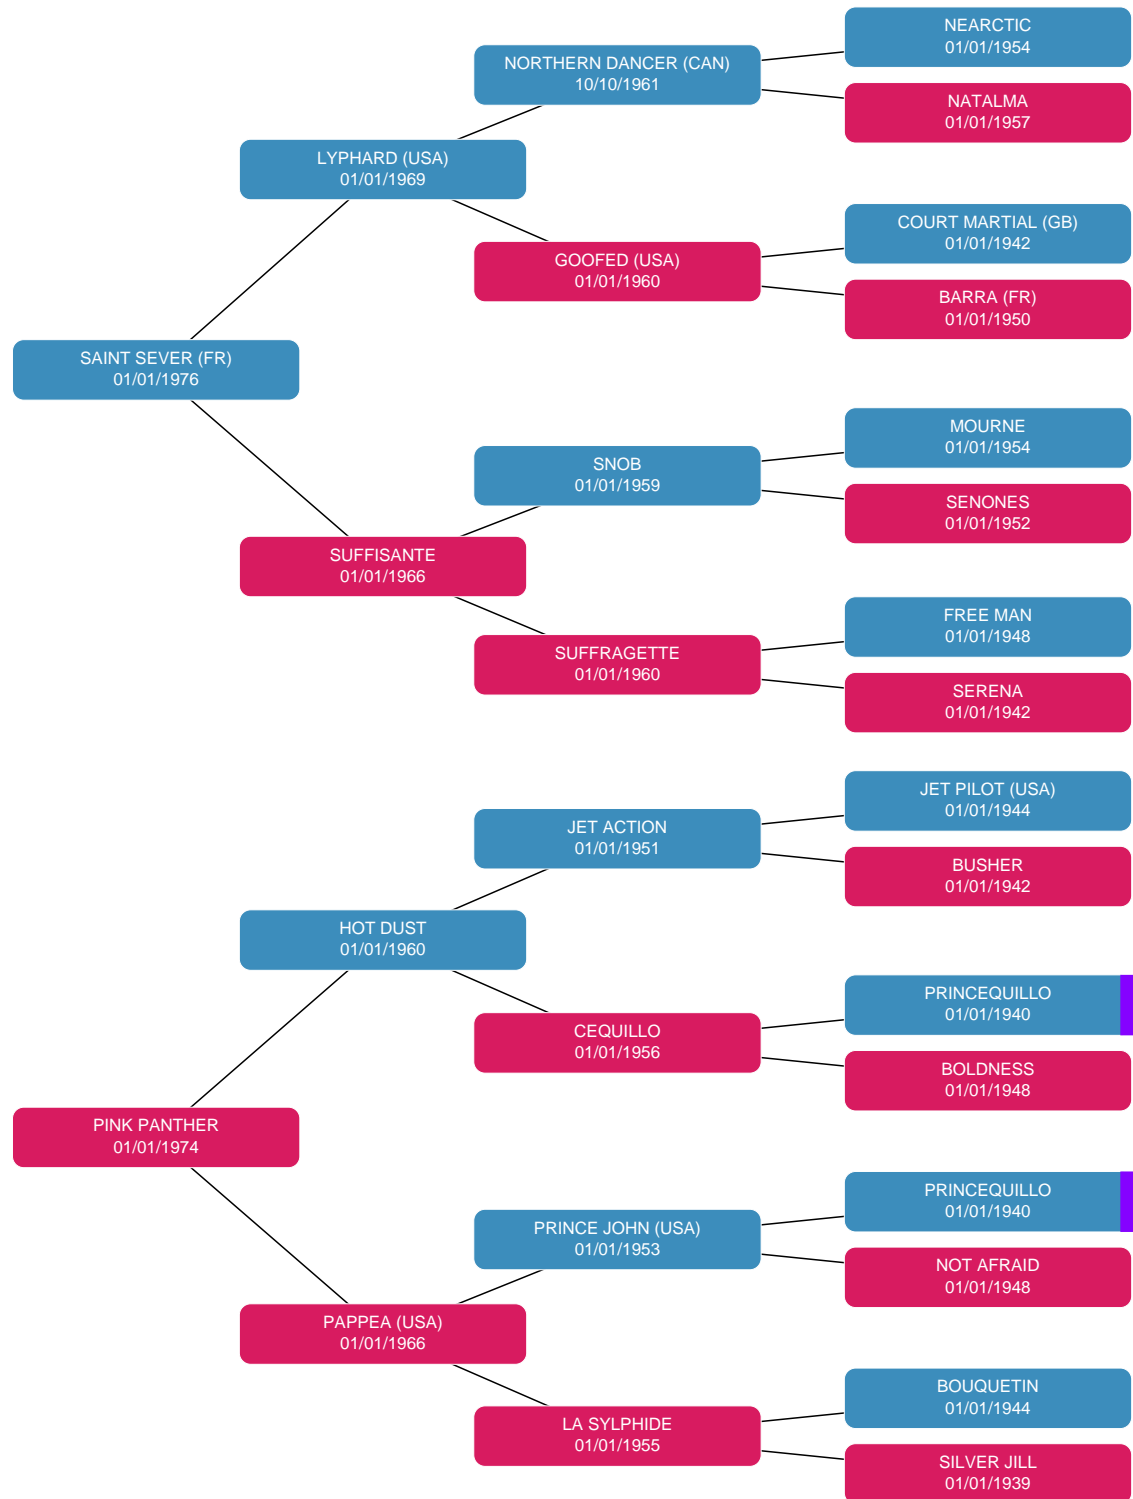 NEARCTIC
01/01/1954
NORTHERN DANCER (CAN)
10/10/1961
NATALMA
01/01/1957
LYPHARD (USA)
01/01/1969
COURT MARTIAL (GB)
01/01/1942
GOOFED (USA)
01/01/1960
BARRA (FR)
01/01/1950
SAINT SEVER (FR)
01/01/1976
MOURNE
01/01/1954
SNOB
01/01/1959
SENONES
01/01/1952
SUFFISANTE
01/01/1966
FREE MAN
01/01/1948
SUFFRAGETTE
01/01/1960
SERENA
01/01/1942
JET PILOT (USA)
01/01/1944
JET ACTION
01/01/1951
BUSHER
01/01/1942
HOT DUST
01/01/1960
PRINCEQUILLO
01/01/1940
CEQUILLO
01/01/1956
BOLDNESS
01/01/1948
PINK PANTHER
01/01/1974
PRINCEQUILLO
01/01/1940
PRINCE JOHN (USA)
01/01/1953
NOT AFRAID
01/01/1948
PAPPEA (USA)
01/01/1966
BOUQUETIN
01/01/1944
LA SYLPHIDE
01/01/1955
SILVER JILL
01/01/1939